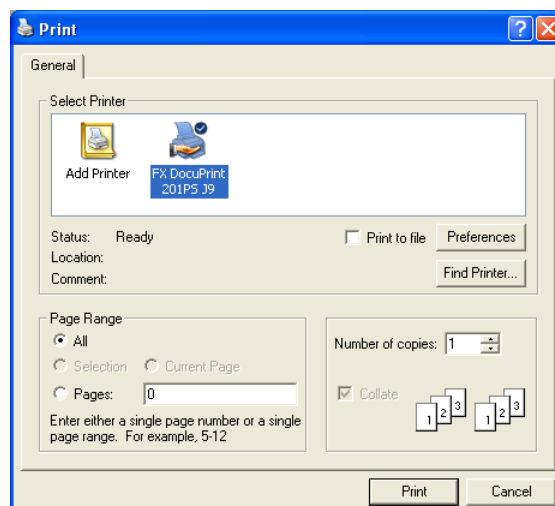 Print
General
Select Printer
Add Printer
FX DocuPrint
201PS J9
Status: Ready
Print to file
Preferences
Location:
Comment:
Find Printer...
Page Range
All
Selection
Current Page
Pages: 0
Enter either a single page number or a single
page range. For example, 5-12
Number of copies: 1
Collate
1 2 3
1 2 3
Print
Cancel